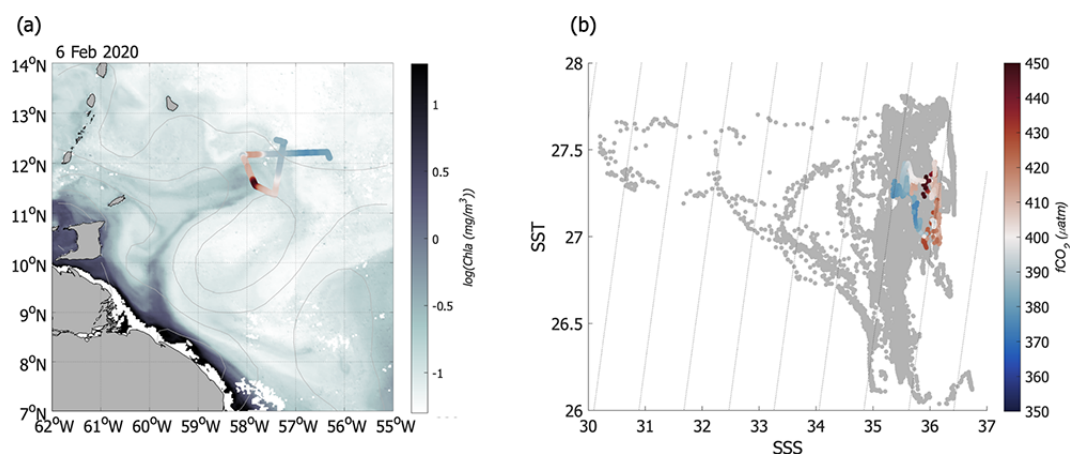 (a)
6 Feb 2020
14°N
13°N
12°N
11°N
10°N
9°N
8°N
7°N
62°W 61°W 60°W 59°W 58°W 57°W 56°W 55°W
1
0.5
0
-0.5
-1
log(Chla (mg/m³))
(b)
28
27.5
27
26.5
26
SST
30 31 32 33 34 35 36 37
SSS
450
440
430
420
410
400
390
380
370
360
350
fCO₂ (μatm)